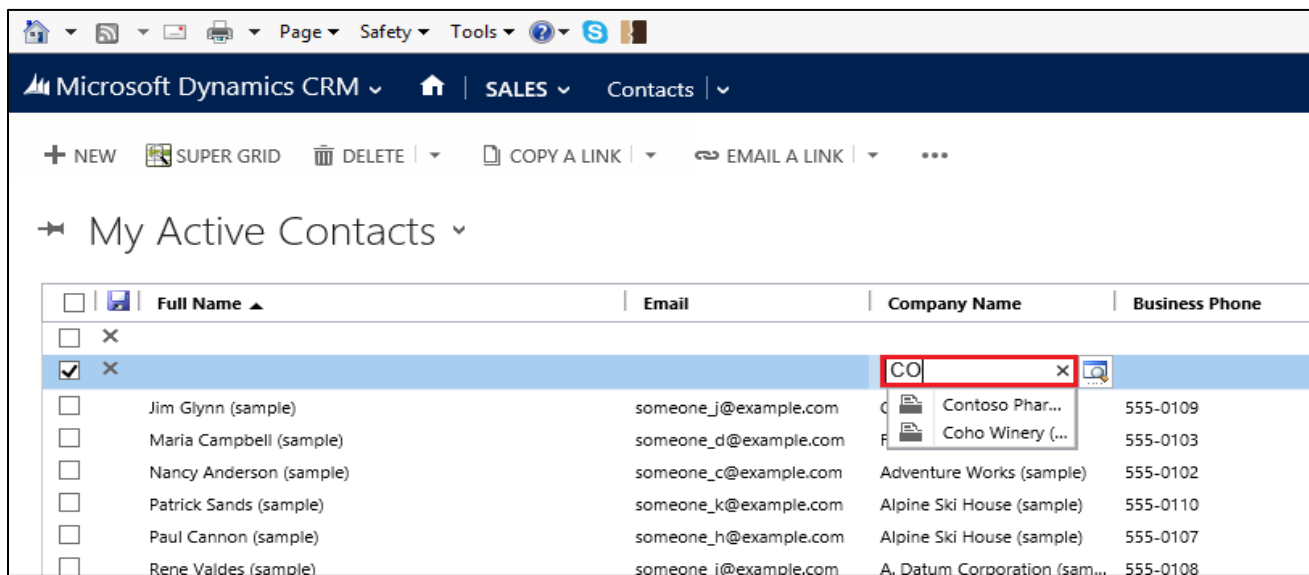 Page Safety Tools
Microsoft Dynamics CRM SALES Contacts
NEW SUPER GRID DELETE COPY A LINK EMAIL A LINK •••
My Active Contacts
Full Name Email Company Name Business Phone
CO
Jim Glynn (sample) someone_j@example.com Contoso Phar... 555-0109
Maria Campbell (sample) someone_d@example.com F Coho Winery (... 555-0103
Nancy Anderson (sample) someone_c@example.com Adventure Works (sample) 555-0102
Patrick Sands (sample) someone_k@example.com Alpine Ski House (sample) 555-0110
Paul Cannon (sample) someone_h@example.com Alpine Ski House (sample) 555-0107
Rene Valdes (sample) someone_i@example.com A. Datum Corporation (sam... 555-0108